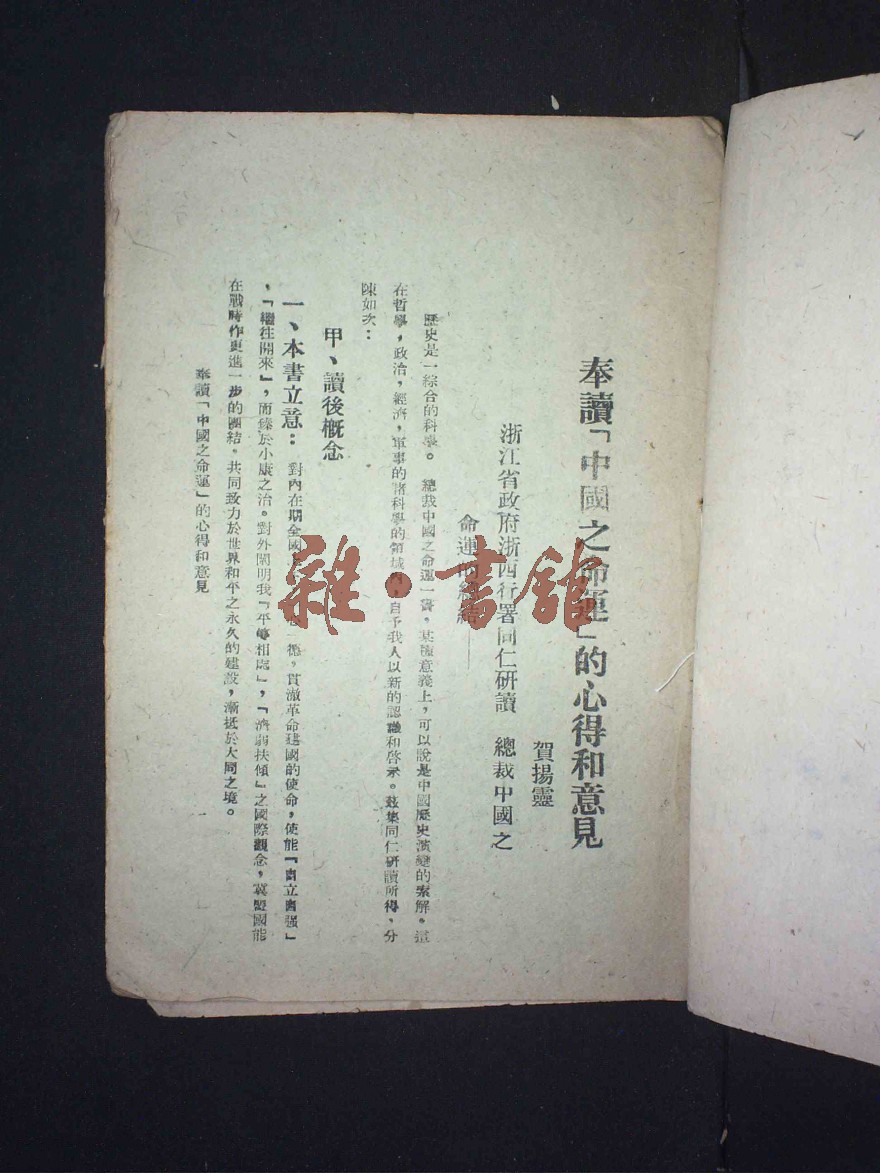 奉讀「中國之命運」的心得和意見
賀揚靈
浙江省政府浙西行署同仁研讀 總裁中國之
命運的總結——
歷史是一綜合的科學。 總裁中國之命運一書,某種意義上,可以說是中國歷史演變的索解。這
在哲學,政治,經濟,軍事的諸科學的領域內,自予我人以新的認識和啓示。茲集同仁研讀所得,分
陳如次:
甲、讀後概念
一、本書立意: 對內在期全國 一德,貫澈革命建國的使命,使能『自立自强』
,『繼往開來』,而臻於小康之治。對外闡明我『平等相處』,『濟弱扶傾』之國際觀念,冀盟國能
在戰時作更進一步的團結。共同致力於世界和平之永久的建設,漸抵於大同之境。
奉讀「中國之命運」的心得和意見
雜·書館